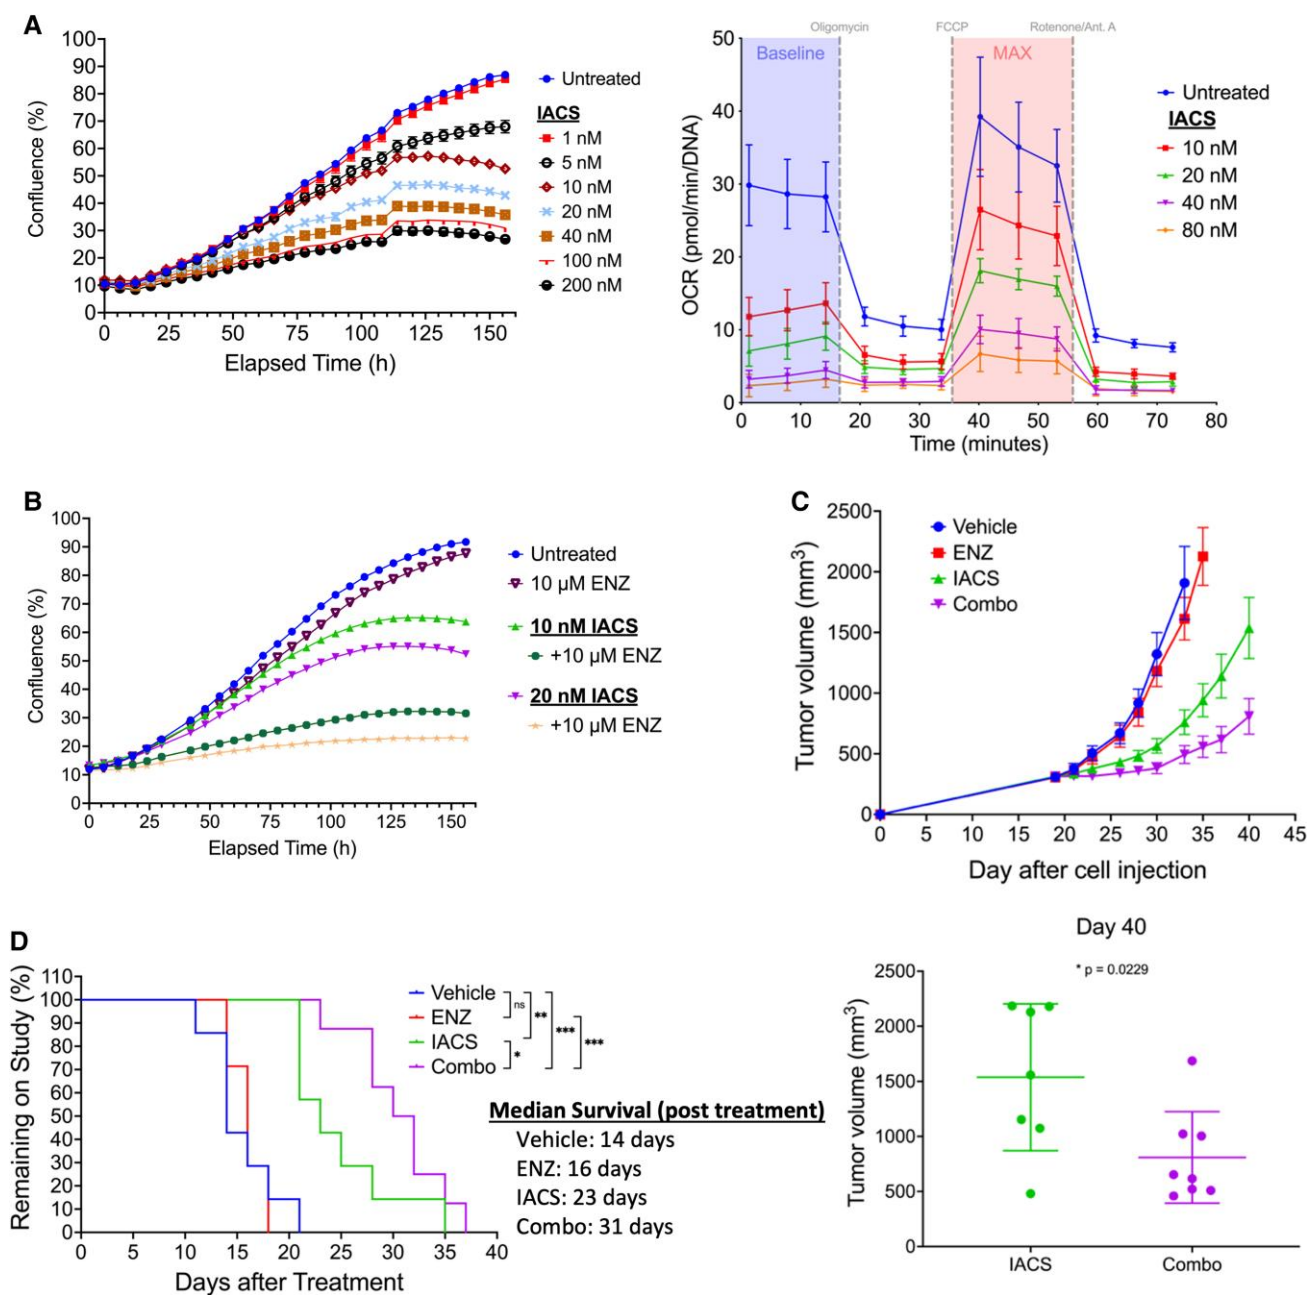 A
100
90
80
70
60
50
40
30
20
10
0
Confluence (%)
0 25 50 75 100 125 150
Elapsed Time (h)
Untreated
IACS
1 nM
5 nM
10 nM
20 nM
40 nM
100 nM
200 nM
Oligomycin FCCP Rotenone/Ant. A
Baseline MAX
50
40
30
20
10
0
OCR (pmol/min/DNA)
0 10 20 30 40 50 60 70 80
Time (minutes)
Untreated
IACS
10 nM
20 nM
40 nM
80 nM
B
100
90
80
70
60
50
40
30
20
10
0
Confluence (%)
0 25 50 75 100 125 150
Elapsed Time (h)
Untreated
10 µM ENZ
10 nM IACS
+10 µM ENZ
20 nM IACS
+10 µM ENZ
C
2500
2000
1500
1000
500
0
Tumor volume (mm³)
0 5 10 15 20 25 30 35 40 45
Day after cell injection
Vehicle
ENZ
IACS
Combo
D
110
100
90
80
70
60
50
40
30
20
10
0
Remaining on Study (%)
0 5 10 15 20 25 30 35 40
Days after Treatment
Vehicle
ENZ
IACS
Combo
ns
**
*
***
***
Median Survival (post treatment)
Vehicle: 14 days
ENZ: 16 days
IACS: 23 days
Combo: 31 days
Day 40
* p = 0.0229
2500
2000
1500
1000
500
0
Tumor volume (mm³)
IACS Combo